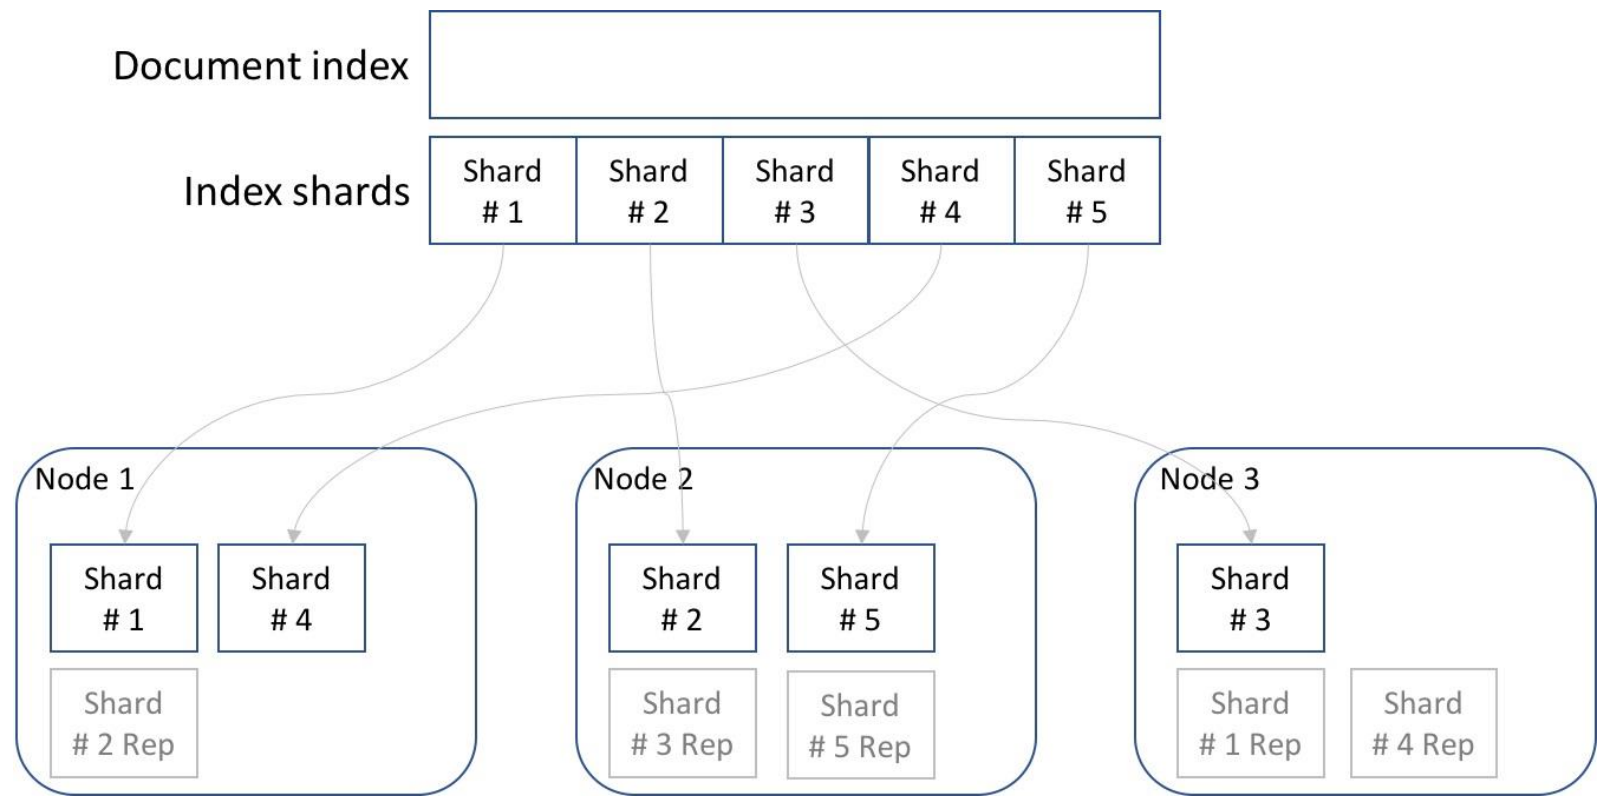 Document index
Index shards
Shard
# 1
Shard
# 2
Shard
# 3
Shard
# 4
Shard
# 5
Node 1
Shard
# 1
Shard
# 4
Shard
# 2 Rep
Node 2
Shard
# 2
Shard
# 5
Shard
# 3 Rep
Shard
# 5 Rep
Node 3
Shard
# 3
Shard
# 1 Rep
Shard
# 4 Rep